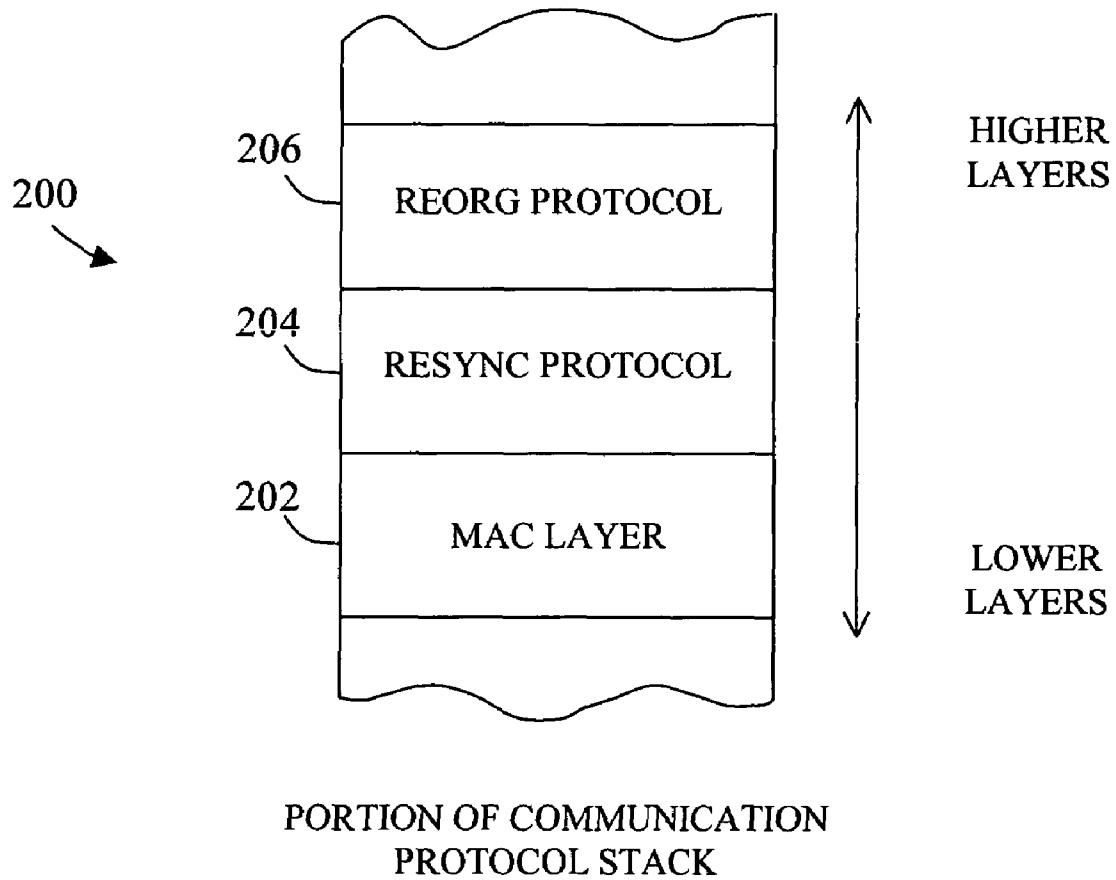 206
HIGHER
LAYERS
200
REORG PROTOCOL
204
RESYNC PROTOCOL
202
MAC LAYER
LOWER
LAYERS
PORTION OF COMMUNICATION
PROTOCOL STACK